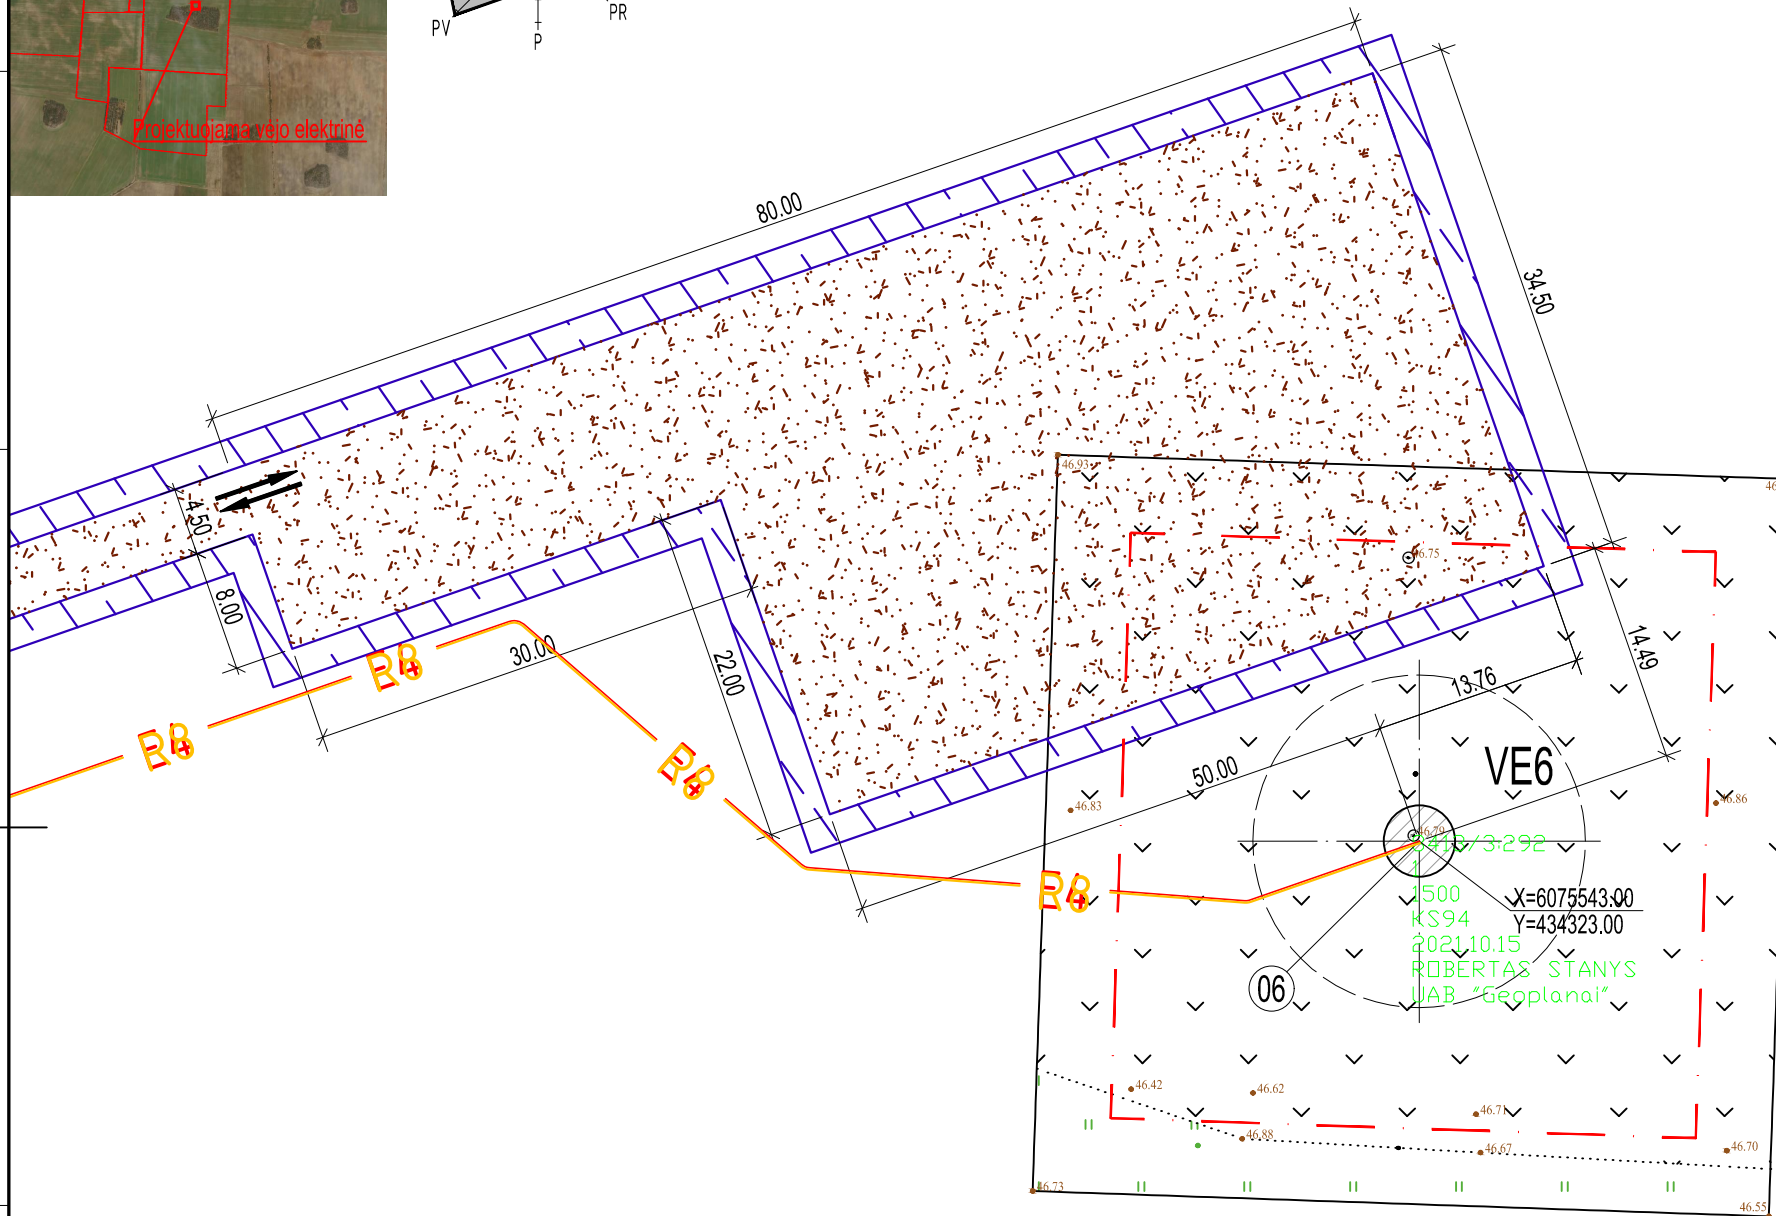 PV
P
PR
Projektuojama vėjo elektrinė
80.00
34.50
4.50
8.00
30.00
22.00
14.49
13.76
50.00
46.93
46.75
46.83
46.86
46.79
VE6
1500
KS94
2021.10.15
ROBERTAS STANYS
UAB "Geoplanai"
X=6075543.00
Y=434323.00
06
46.42
46.62
46.71
46.88
46.67
46.70
46.73
46.55